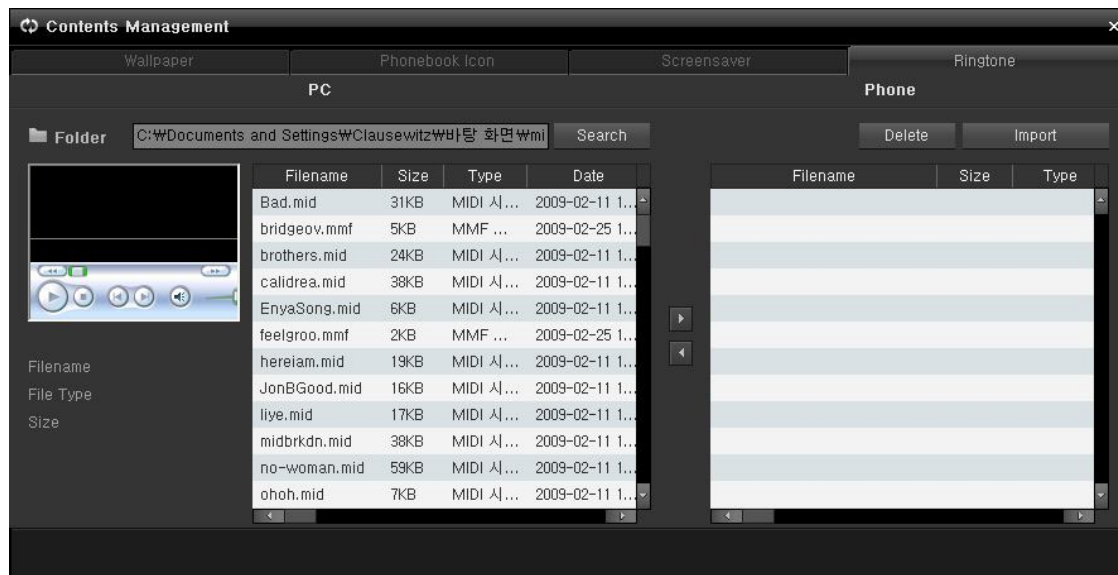 Contents Management
Wallpaper Phonebook Icon Screensaver Ringtone
PC Phone
Folder C:₩Documents and Settings₩Clausewitz₩바탕 화면₩mi Search Delete Import
Filename Size Type Date Filename Size Type
Bad.mid 31KB MIDI 시... 2009-02-11 1...
bridgeov.mmf 5KB MMF ... 2009-02-25 1...
brothers.mid 24KB MIDI 시... 2009-02-11 1...
calidrea.mid 38KB MIDI 시... 2009-02-11 1...
EnyaSong.mid 6KB MIDI 시... 2009-02-11 1...
feelgroo.mmf 2KB MMF ... 2009-02-25 1...
Filename hereiam.mid 19KB MIDI 시... 2009-02-11 1...
File Type JonBGood.mid 16KB MIDI 시... 2009-02-11 1...
Size liye.mid 17KB MIDI 시... 2009-02-11 1...
midbrkdn.mid 38KB MIDI 시... 2009-02-11 1...
no-woman.mid 59KB MIDI 시... 2009-02-11 1...
ohoh.mid 7KB MIDI 시... 2009-02-11 1...